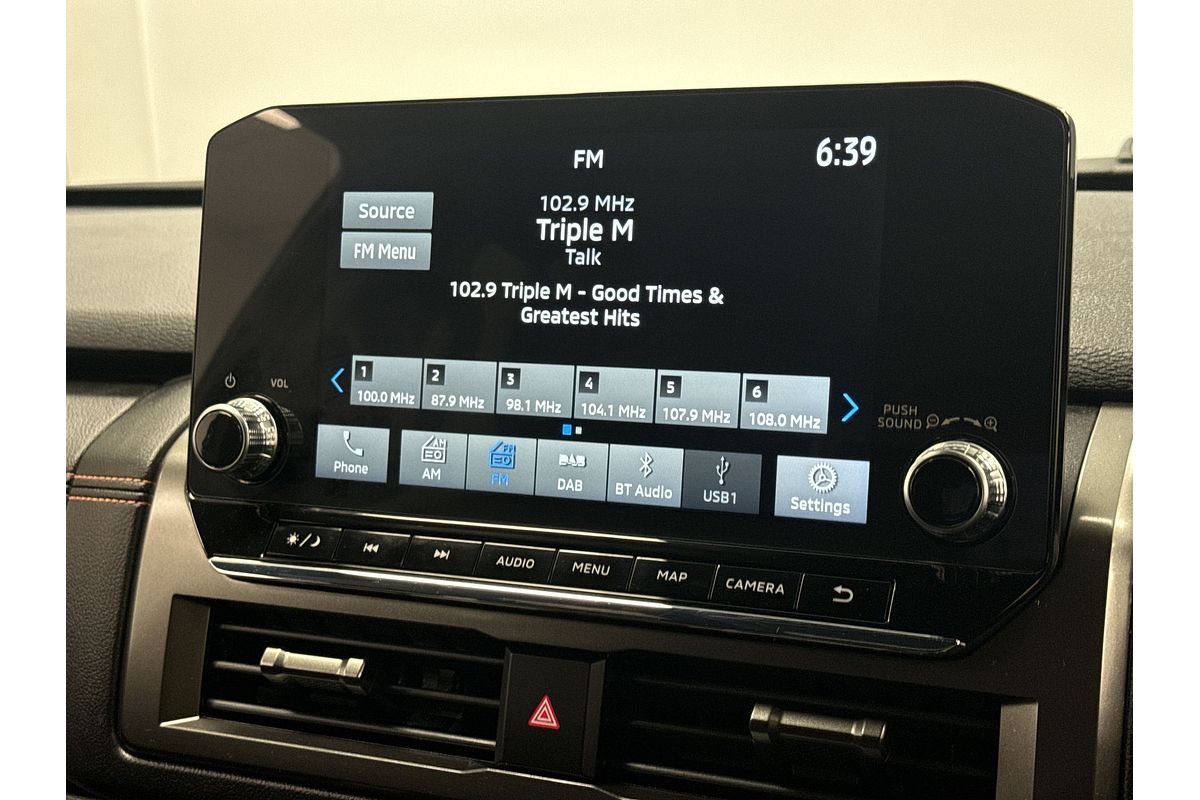 FM
6:39
Source
102.9 MHz
Triple M
FM Menu
Talk
102.9 Triple M - Good Times &
Greatest Hits
1 2 3 4 5 6
100.0 MHz 87.9 MHz 98.1 MHz 104.1 MHz 107.9 MHz 108.0 MHz
VOL
PUSH
SOUND
AM FM DAB
Phone AM FM DAB BT Audio USB1 Settings
AUDIO MENU MAP CAMERA